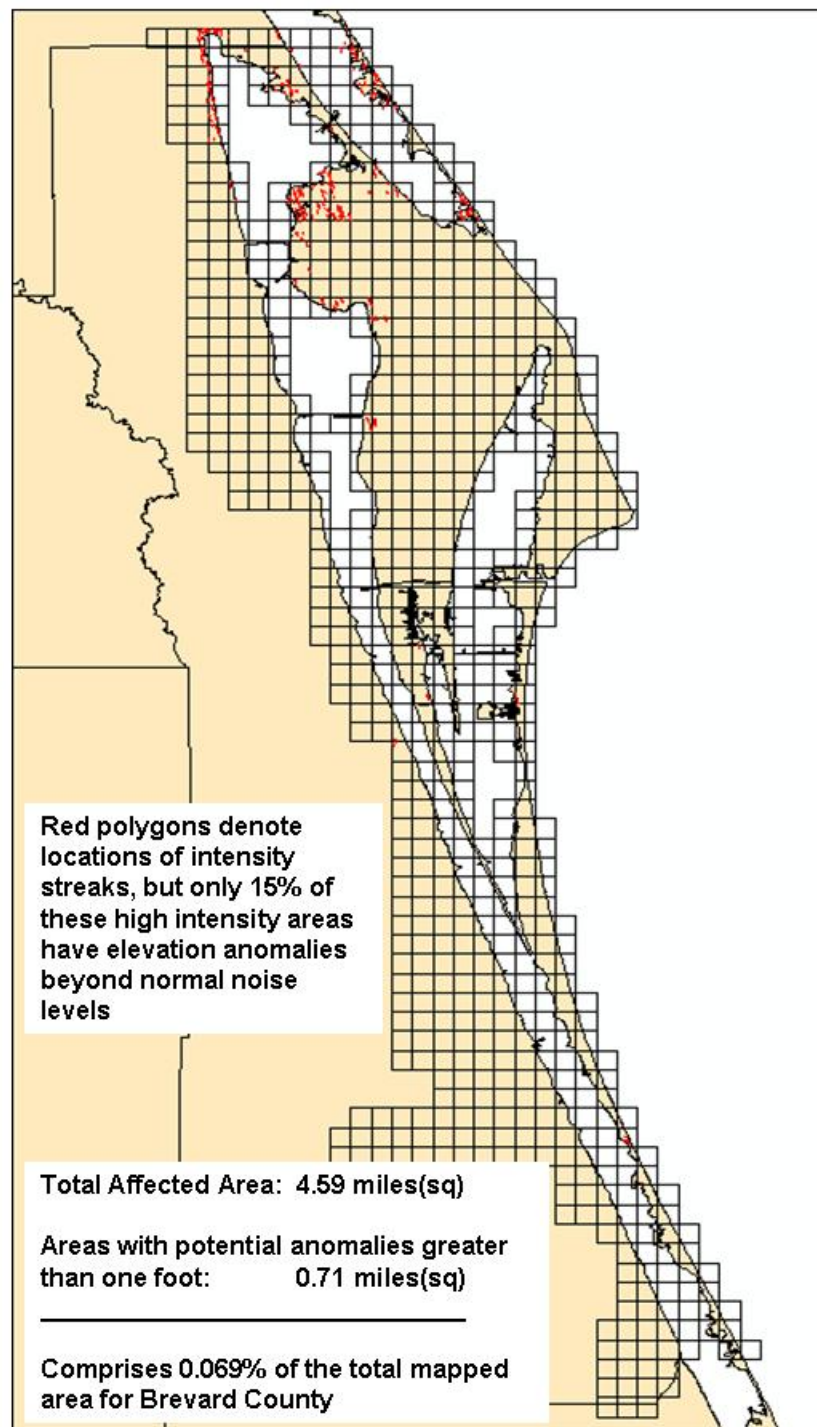 Red polygons denote
locations of intensity
streaks, but only 15% of
these high intensity areas
have elevation anomalies
beyond normal noise
levels
Total Affected Area: 4.59 miles(sq)
Areas with potential anomalies greater
than one foot: 0.71 miles(sq)
Comprises 0.069% of the total mapped
area for Brevard County